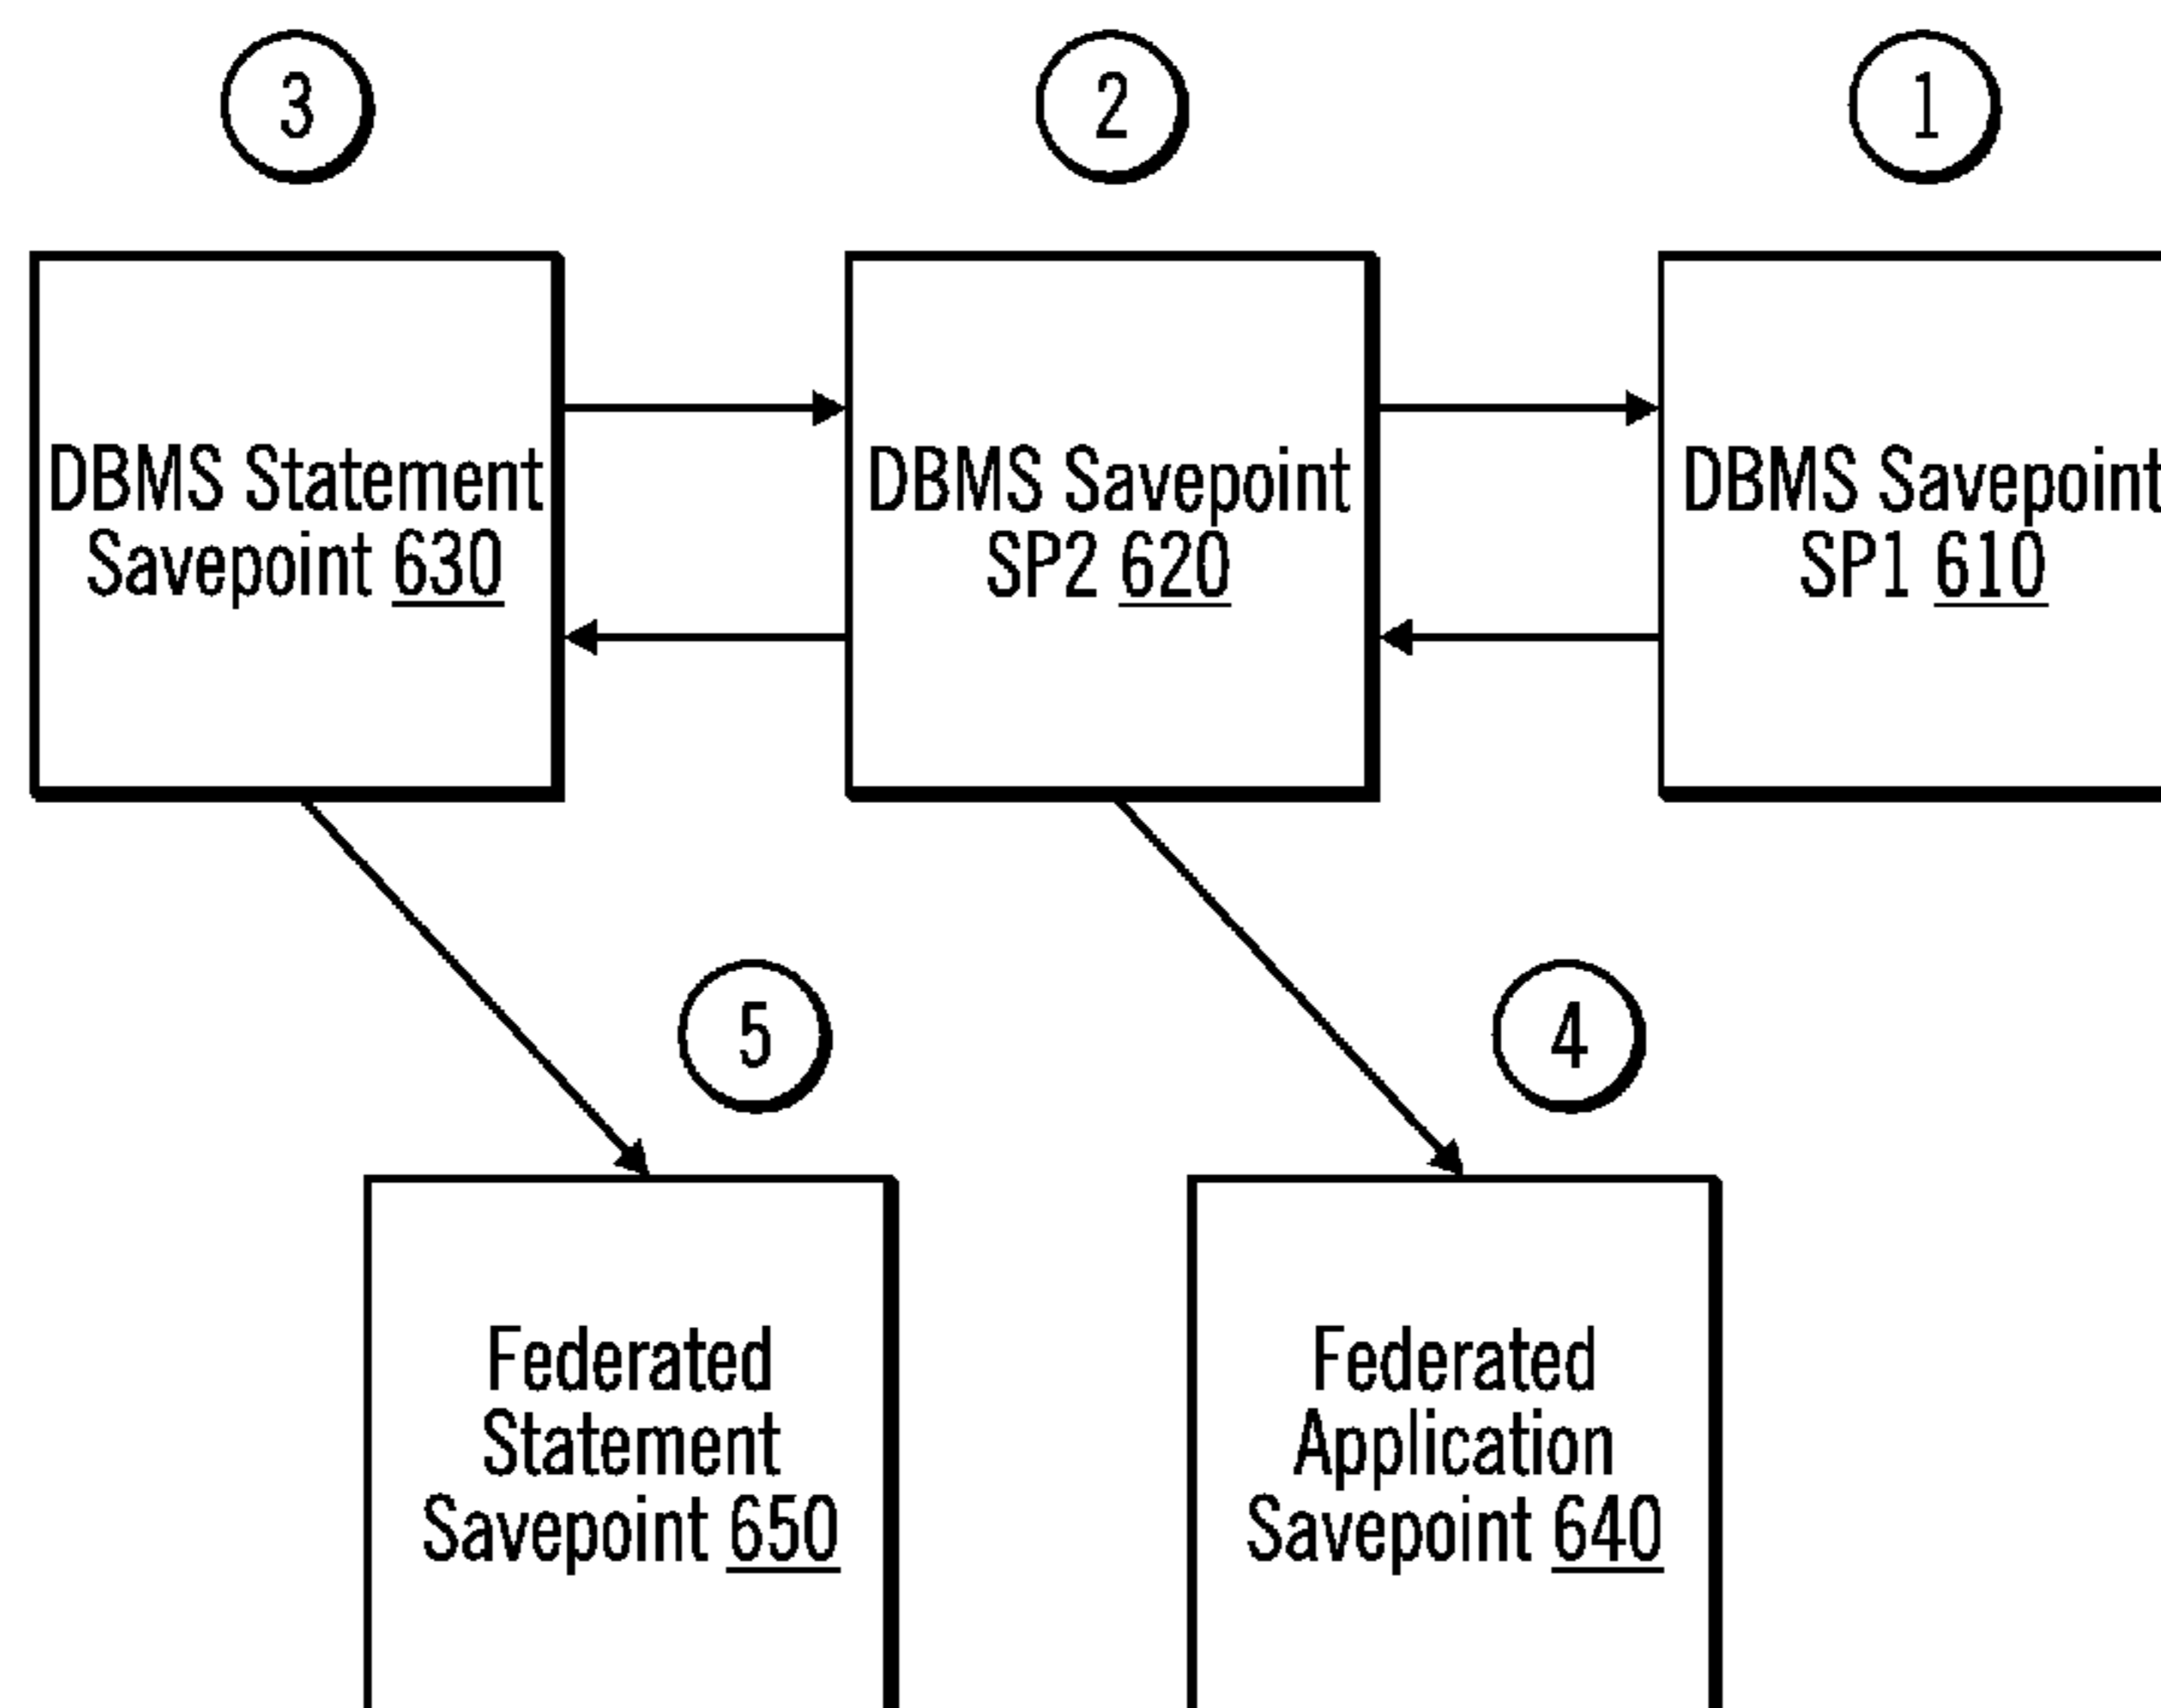 3
2
1
DBMS Statement
Savepoint 630
DBMS Savepoint
SP2 620
DBMS Savepoint
SP1 610
5
4
Federated
Statement
Savepoint 650
Federated
Application
Savepoint 640